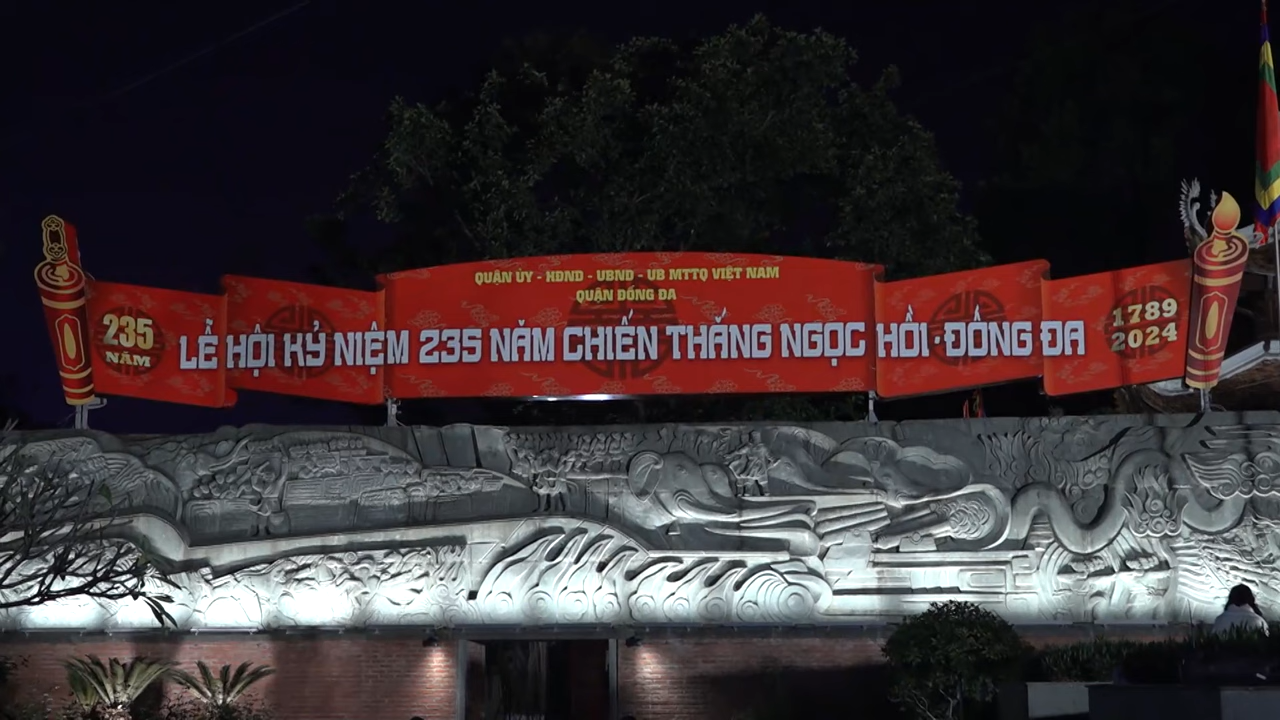 QUẬN ỦY - HĐND - UBND - UB MTTQ VIỆT NAM
QUẬN ĐỐNG ĐA
235
NĂM
LỄ HỘI KỶ NIỆM 235 NĂM CHIẾN THẮNG NGỌC HỒI - ĐỐNG ĐA
1789
2024